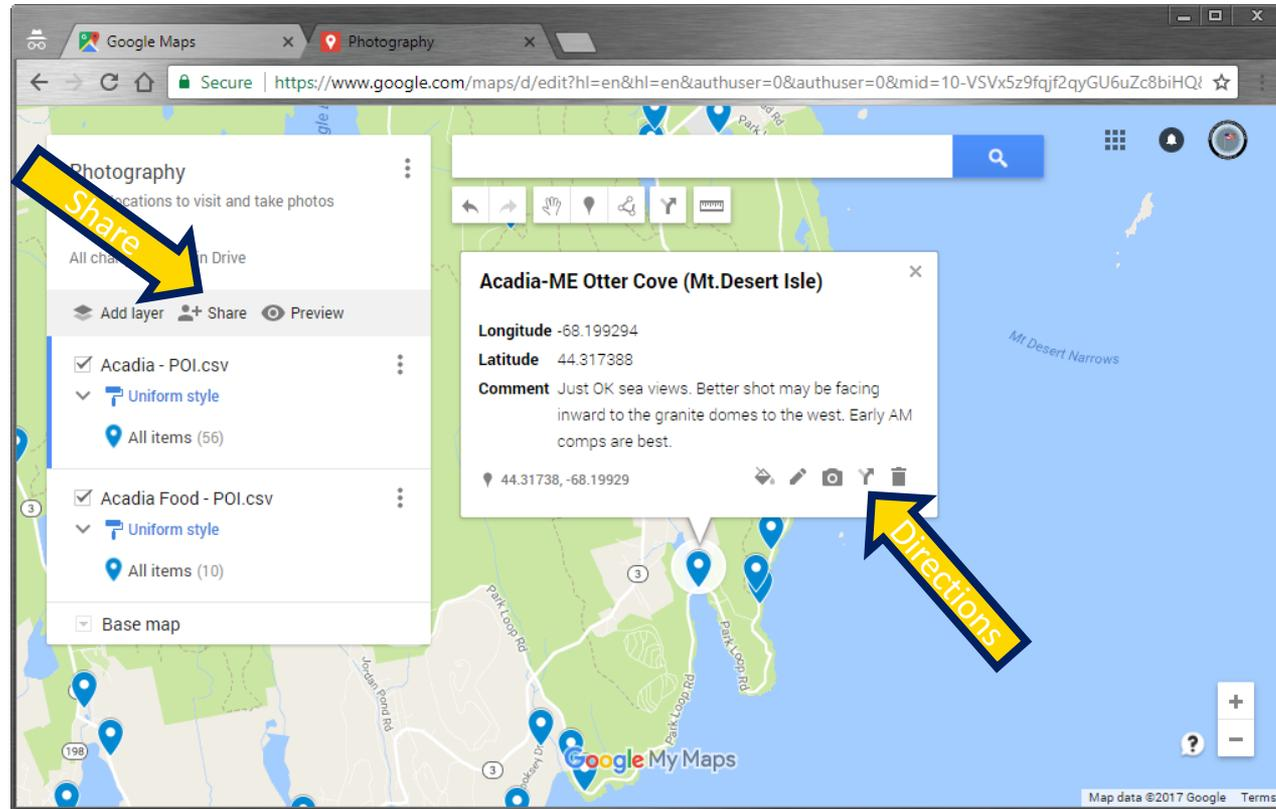 Google Maps
Photography
Secure
https://www.google.com/maps/d/edit?hl=en&hl=en&authuser=0&authuser=0&mid=10-VSVx5z9fqjf2qyGU6uZc8biHQ&
Photography
to visit and take photos
All in Drive
Share
Add layer
Share
Preview
Acadia - POI.csv
Uniform style
All items (56)
Acadia Food - POI.csv
Uniform style
All items (10)
Base map
Acadia-ME Otter Cove (Mt.Desert Isle)
Longitude -68.199294
Latitude 44.317388
Comment Just OK sea views. Better shot may be facing
inward to the granite domes to the west. Early AM
comps are best.
44.31738, -68.19929
Directions
Mt Desert Narrows
3
3
Park Loop Rd
Park Loop Rd
Park Loop Rd
Jordan Pond Rd
198
3
Google My Maps
+
?
−
Map data ©2017 Google
Terms